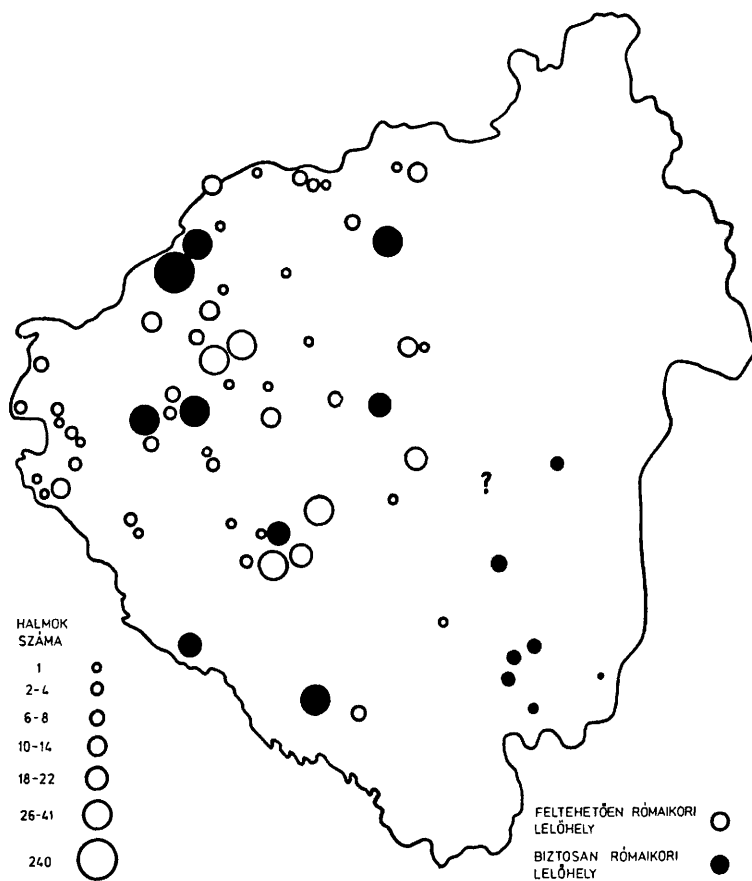 ?
HALMOK
SZÁMA
1
2-4
6-8
10-14
18-22
26-41
240
FELTEHETŐEN RÓMAIKORI
LELŐHELY
BIZTOSAN RÓMAIKORI
LELŐHELY